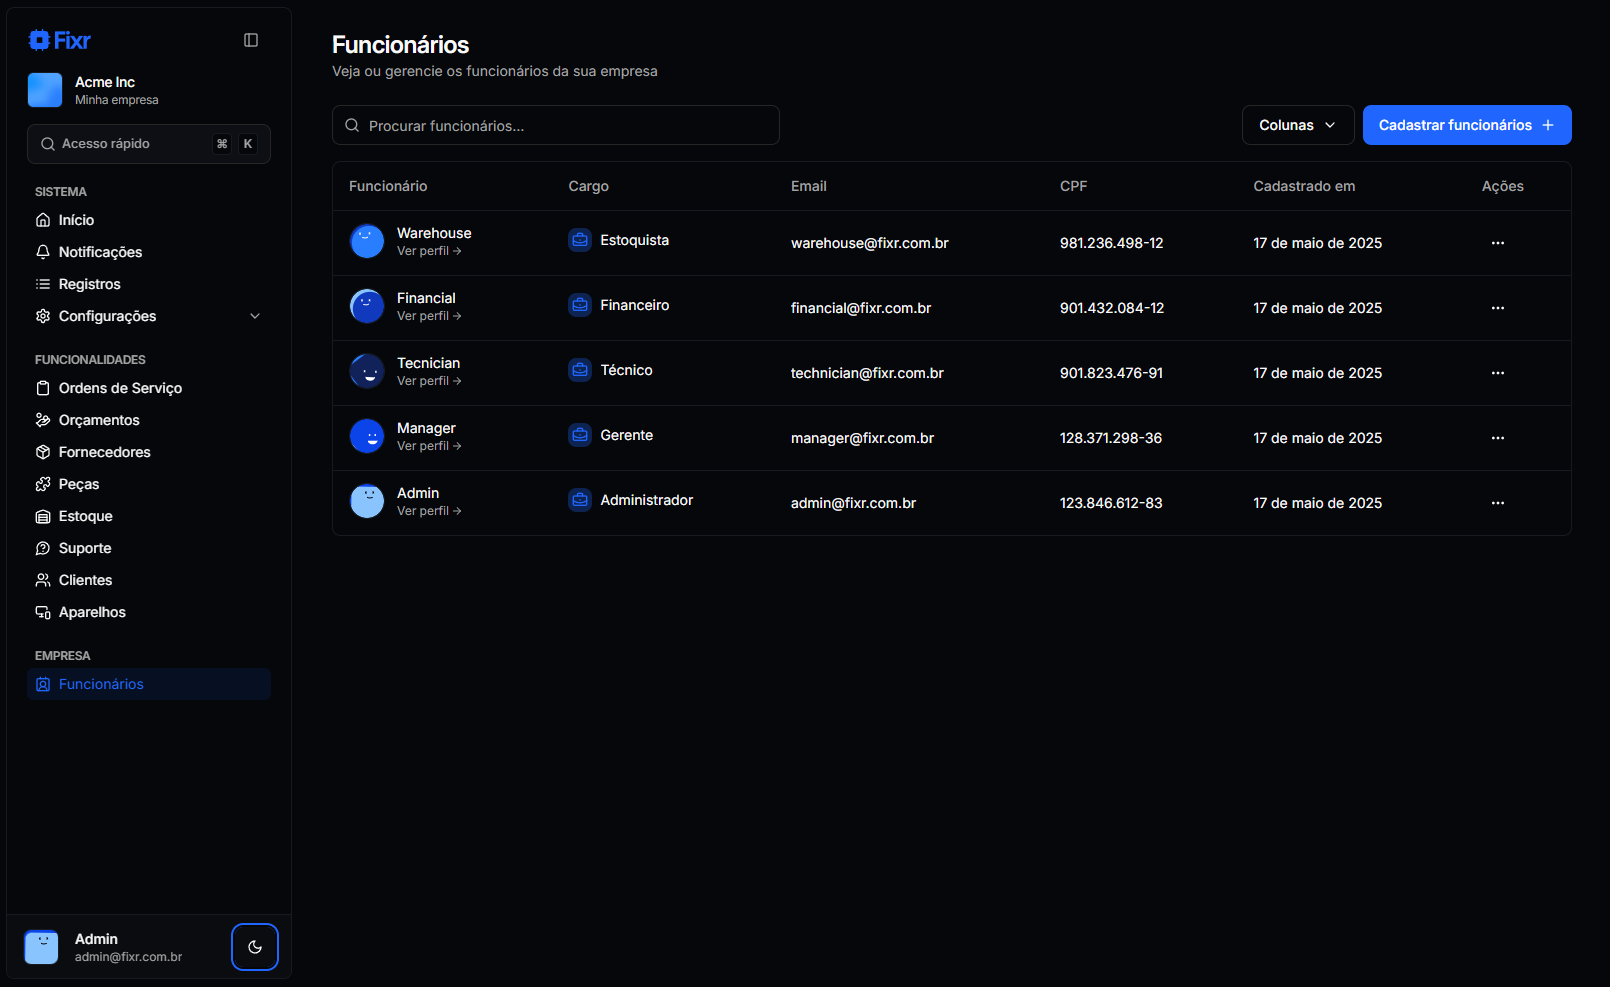 Fixr
Acme Inc
Minha empresa
Acesso rápido ⌘ K
SISTEMA
Início
Notificações
Registros
Configurações
FUNCIONALIDADES
Ordens de Serviço
Orçamentos
Fornecedores
Peças
Estoque
Suporte
Clientes
Aparelhos
EMPRESA
Funcionários
Admin
admin@fixr.com.br
Funcionários
Veja ou gerencie os funcionários da sua empresa
Procurar funcionários...
Colunas
Cadastrar funcionários +
Funcionário Cargo Email CPF Cadastrado em Ações
Warehouse
Ver perfil →
Estoquista warehouse@fixr.com.br 981.236.498-12 17 de maio de 2025 ···
Financial
Ver perfil →
Financeiro financial@fixr.com.br 901.432.084-12 17 de maio de 2025 ···
Tecnician
Ver perfil →
Técnico technician@fixr.com.br 901.823.476-91 17 de maio de 2025 ···
Manager
Ver perfil →
Gerente manager@fixr.com.br 128.371.298-36 17 de maio de 2025 ···
Admin
Ver perfil →
Administrador admin@fixr.com.br 123.846.612-83 17 de maio de 2025 ···